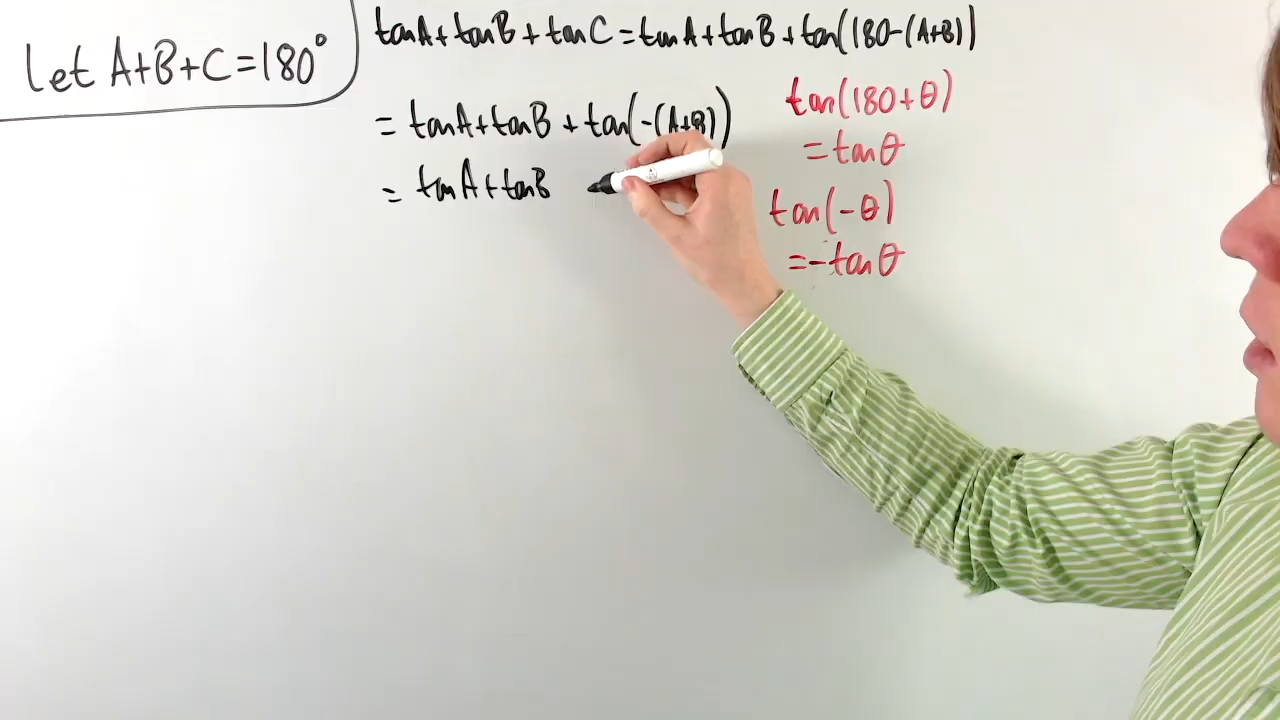 Let A+B+C=180°
tanA+tanB+tanC=tanA+tanB+tan(180-(A+B))
=tanA+tanB+tan(-(A+B))
=tanA+tanB
tan(180+θ)
=tanθ
tan(-θ)
=-tanθ